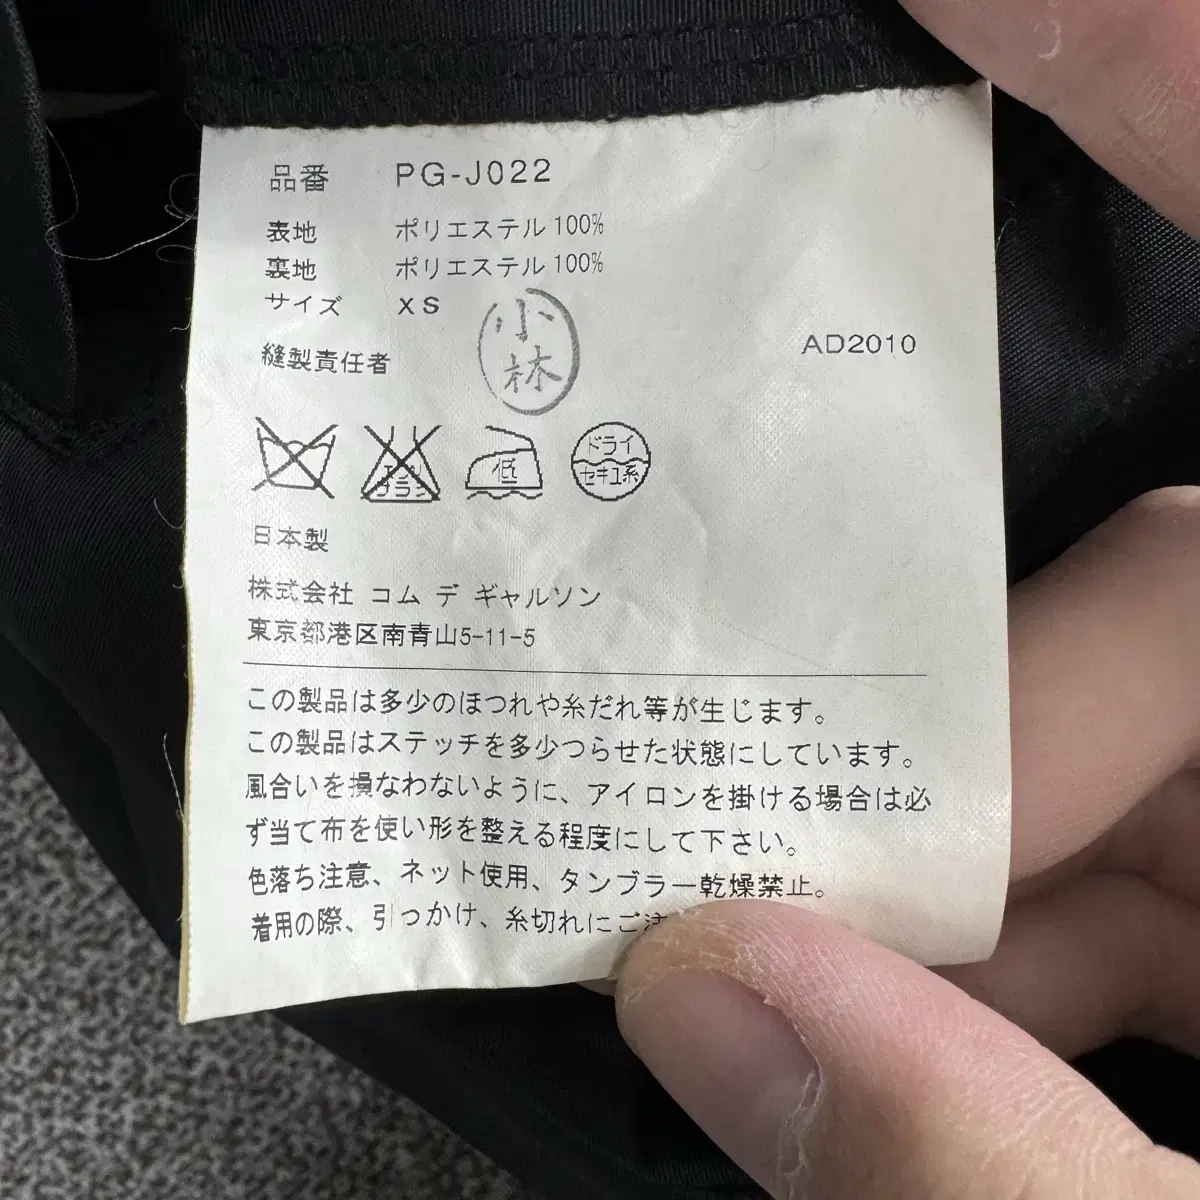 品番 PG-J022
表地 ポリエステル 100%
裏地 ポリエステル 100%
サイズ XS
小林
縫製責任者
AD2010
エンソ
サラシ
低
ドライ
セキユ系
日本製
株式会社 コム デ ギャルソン
東京都港区南青山5-11-5
この製品は多少のほつれや糸だれ等が生じます。
この製品はステッチを多少つらせた状態にしています。
風合いを損なわないように、アイロンを掛ける場合は必
ず当て布を使い形を整える程度にして下さい。
色落ち注意、ネット使用、タンブラー乾燥禁止。
着用の際、引っかけ、糸切れにご